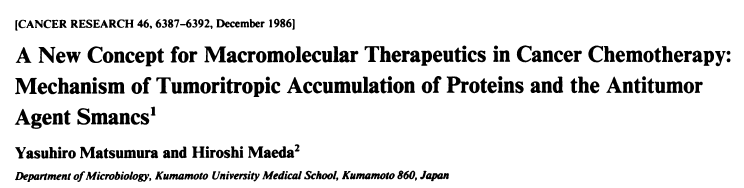 [CANCER RESEARCH 46, 6387–6392, December 1986]
A New Concept for Macromolecular Therapeutics in Cancer Chemotherapy:
Mechanism of Tumoritropic Accumulation of Proteins and the Antitumor
Agent Smancs¹
Yasuhiro Matsumura and Hiroshi Maeda²
Department of Microbiology, Kumamoto University Medical School, Kumamoto 860, Japan